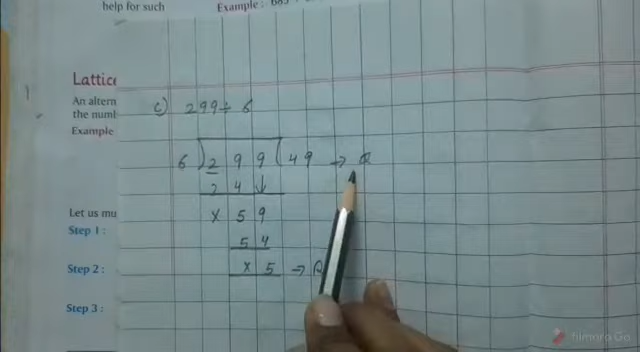 help for such
Example :
Lattice
An altern
the numb
Example
Let us mu
Step 1 :
Step 2 :
Step 3 :
c) 299 ÷ 6
6 ) 2 9 9 ( 49 → Q
2 4 ↓
x 5 9
5 4
x 5 → R
filmora Go